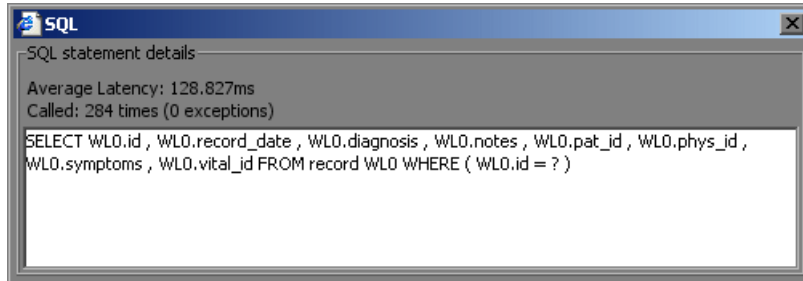 SQL
SQL statement details
Average Latency: 128.827ms
Called: 284 times (0 exceptions)
SELECT WL0.id , WL0.record_date , WL0.diagnosis , WL0.notes , WL0.pat_id , WL0.phys_id ,
WL0.symptoms , WL0.vital_id FROM record WL0 WHERE ( WL0.id = ? )